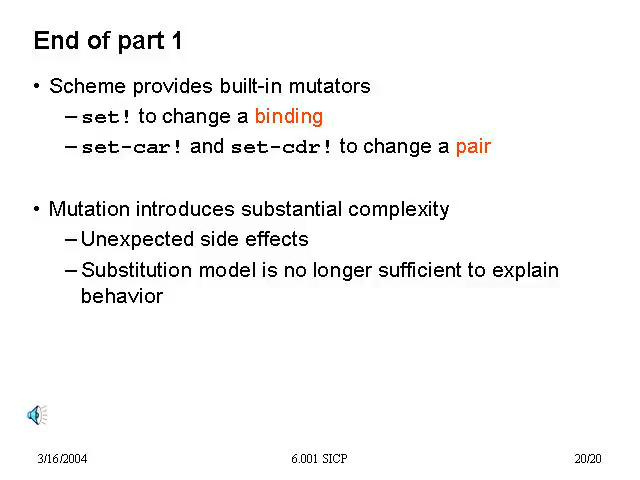 End of part 1
• Scheme provides built-in mutators
– set! to change a binding
– set-car! and set-cdr! to change a pair
• Mutation introduces substantial complexity
– Unexpected side effects
– Substitution model is no longer sufficient to explain
behavior
3/16/2004 6.001 SICP 20/20